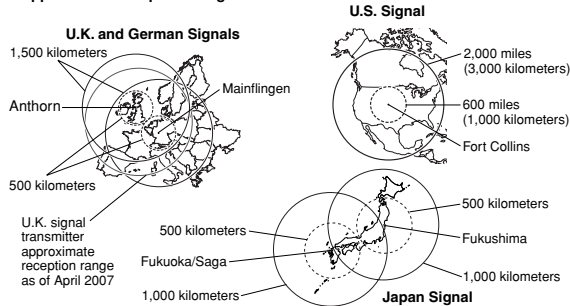 U.K. and German Signals
1,500 kilometers
Anthorn
Mainflingen
500 kilometers
U.K. signal
transmitter
approximate
reception range
as of April 2007
U.S. Signal
2,000 miles
(3,000 kilometers)
600 miles
(1,000 kilometers)
Fort Collins
500 kilometers
Fukuoka/Saga
1,000 kilometers
500 kilometers
Fukushima
1,000 kilometers
Japan Signal